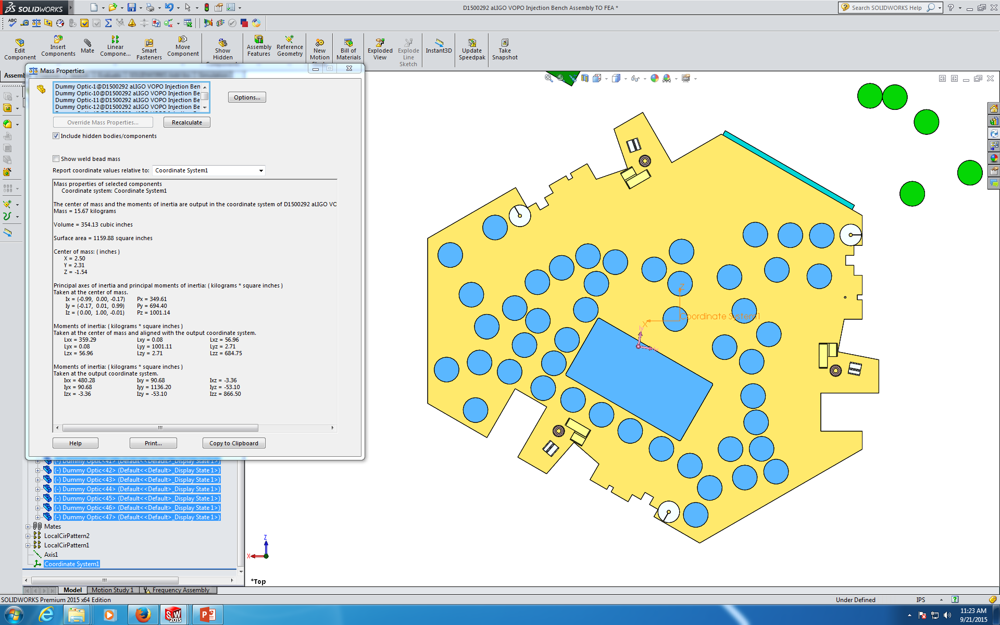 SOLIDWORKS
D1500292 aLIGO VOPO Injection Bench Assembly TO FEA *
Search SOLIDWORKS Help
Edit Component
Insert Components
Mate
Linear Compone...
Smart Fasteners
Move Component
Show Hidden
Assembly Features
Reference Geometry
New Motion
Bill of Materials
Exploded View
Explode Line Sketch
Instant3D
Update Speedpak
Take Snapshot
Assemb
Mass Properties
Dummy Optic-1@D1500292 aLIGO VOPO Injection Ben
Dummy Optic-10@D1500292 aLIGO VOPO Injection Be
Dummy Optic-11@D1500292 aLIGO VOPO Injection Be
Dummy Optic-12@D1500292 aLIGO VOPO Injection Be
Options...
Override Mass Properties...
Recalculate
Include hidden bodies/components
Show weld bead mass
Report coordinate values relative to: Coordinate System1
Mass properties of selected components
Coordinate system: Coordinate System1
The center of mass and the moments of inertia are output in the coordinate system of D1500292 aLIGO VC
Mass = 15.67 kilograms
Volume = 354.13 cubic inches
Surface area = 1159.88 square inches
Center of mass: ( inches )
X = 2.50
Y = 2.31
Z = -1.54
Principal axes of inertia and principal moments of inertia: ( kilograms * square inches )
Taken at the center of mass.
Ix = (-0.99, 0.00, -0.17) Px = 349.61
Iy = (-0.17, 0.01, 0.99) Py = 694.40
Iz = ( 0.00, 1.00, -0.01) Pz = 1001.14
Moments of inertia: ( kilograms * square inches )
Taken at the center of mass and aligned with the output coordinate system.
Lxx = 359.29 Lxy = 0.08 Lxz = 56.96
Lyx = 0.08 Lyy = 1001.11 Lyz = 2.71
Lzx = 56.96 Lzy = 2.71 Lzz = 684.75
Moments of inertia: ( kilograms * square inches )
Taken at the output coordinate system.
Ixx = 480.28 Ixy = 90.68 Ixz = -3.36
Iyx = 90.68 Iyy = 1136.20 Iyz = -53.10
Izx = -3.36 Izy = -53.10 Izz = 866.50
Help
Print...
Copy to Clipboard
(-) Dummy Optic<41> (Default<<Default>_Display State 1>)
(-) Dummy Optic<42> (Default<<Default>_Display State 1>)
(-) Dummy Optic<43> (Default<<Default>_Display State 1>)
(-) Dummy Optic<44> (Default<<Default>_Display State 1>)
(-) Dummy Optic<45> (Default<<Default>_Display State 1>)
(-) Dummy Optic<46> (Default<<Default>_Display State 1>)
(-) Dummy Optic<47> (Default<<Default>_Display State 1>)
Mates
LocalCirPattern2
LocalCirPattern1
Axis1
Coordinate System1
Z
X
Coordinate System1
X
Z
*Top
Model
Motion Study 1
Frequency Assembly
SOLIDWORKS Premium 2015 x64 Edition
Under Defined
IPS
11:23 AM
9/21/2015